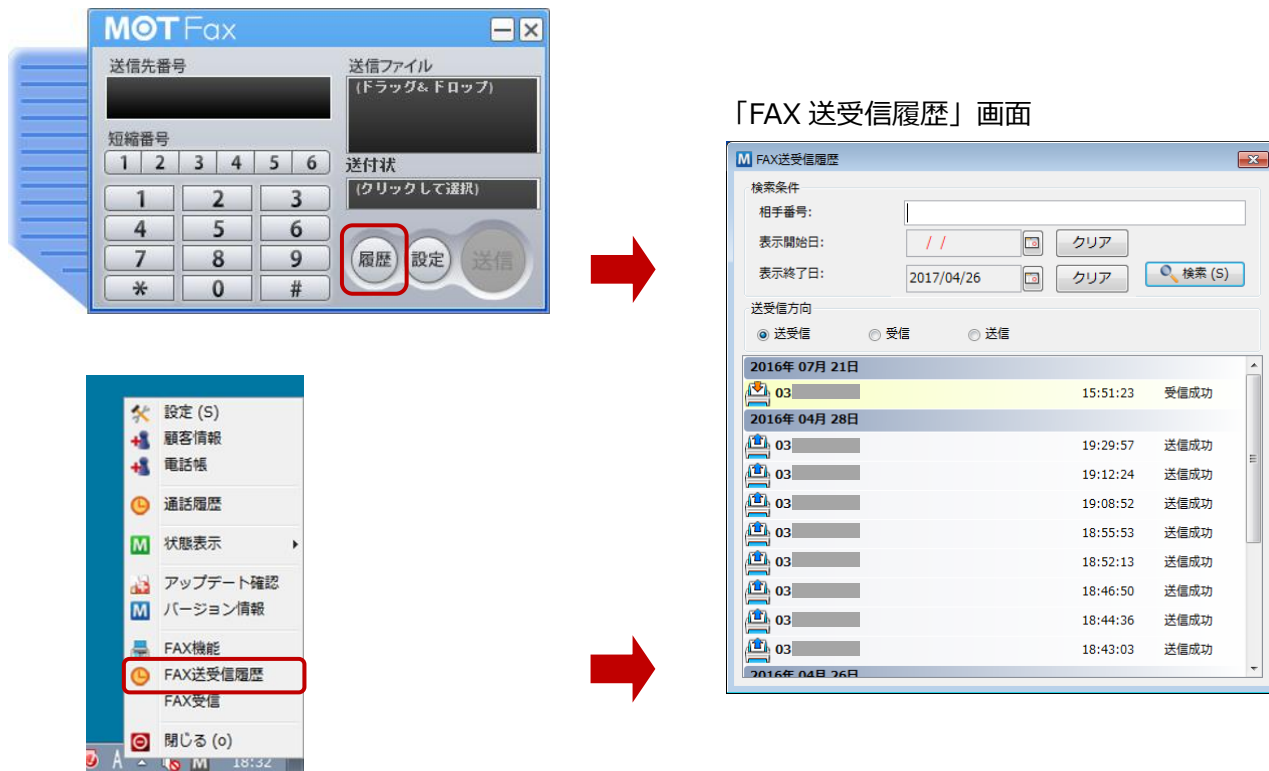 MOT Fax
送信先番号
送信ファイル
(ドラッグ& ドロップ)
短縮番号
1 2 3 4 5 6
送付状
(クリックして選択)
1 2 3
4 5 6
7 8 9
* 0 #
履歴 設定 送信
設定 (S)
顧客情報
電話帳
通話履歴
M 状態表示
アップデート確認
M バージョン情報
FAX機能
FAX送受信履歴
FAX受信
閉じる (o)
A M 18:32
「FAX 送受信履歴」画面
M FAX送受信履歴
検索条件
相手番号:
表示開始日: / / クリア
表示終了日: 2017/04/26 クリア 検索 (S)
送受信方向
送受信 受信 送信
2016年 07月 21日
03 15:51:23 受信成功
2016年 04月 28日
03 19:29:57 送信成功
03 19:12:24 送信成功
03 19:08:52 送信成功
03 18:55:53 送信成功
03 18:52:13 送信成功
03 18:46:50 送信成功
03 18:44:36 送信成功
03 18:43:03 送信成功
2016年 04月 26日